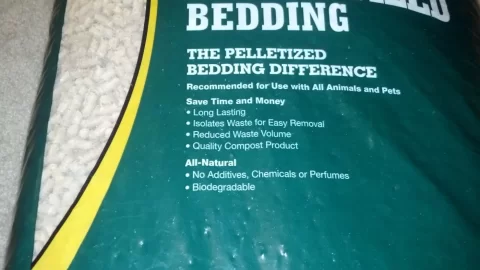 BEDDING
THE PELLETIZED
BEDDING DIFFERENCE
Recommended for Use with All Animals and Pets
Save Time and Money
• Long Lasting
• Isolates Waste for Easy Removal
• Reduced Waste Volume
• Quality Compost Product
All-Natural
• No Additives, Chemicals or Perfumes
• Biodegradable